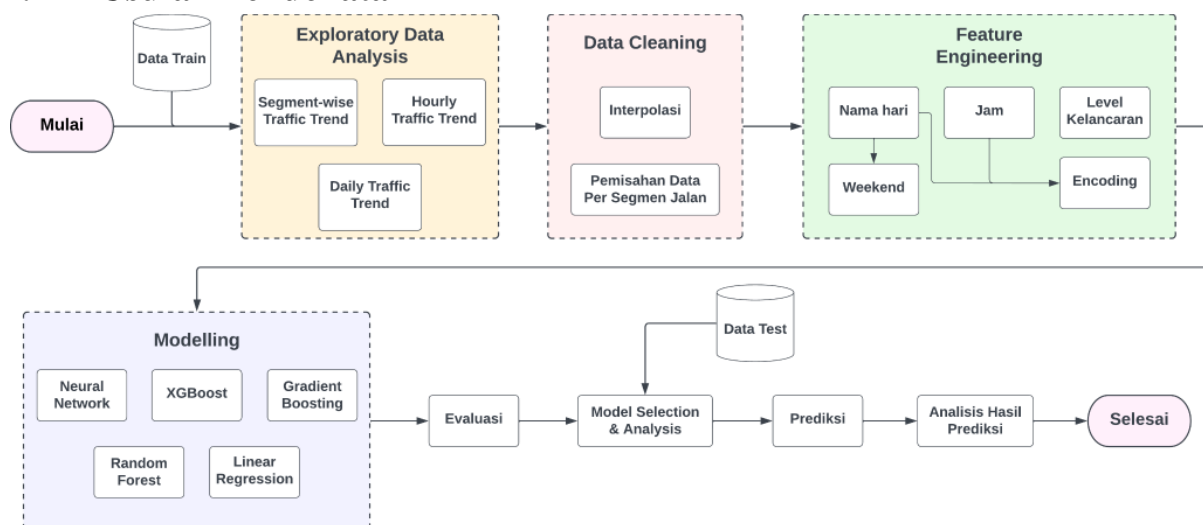 Mulai
Data Train
Exploratory Data
Analysis
Segment-wise
Traffic Trend
Hourly
Traffic Trend
Daily Traffic
Trend
Data Cleaning
Interpolasi
Pemisahan Data
Per Segmen Jalan
Feature
Engineering
Nama hari
Jam
Level
Kelancaran
Weekend
Encoding
Modelling
Neural
Network
XGBoost
Gradient
Boosting
Random
Forest
Linear
Regression
Evaluasi
Data Test
Model Selection
& Analysis
Prediksi
Analisis Hasil
Prediksi
Selesai